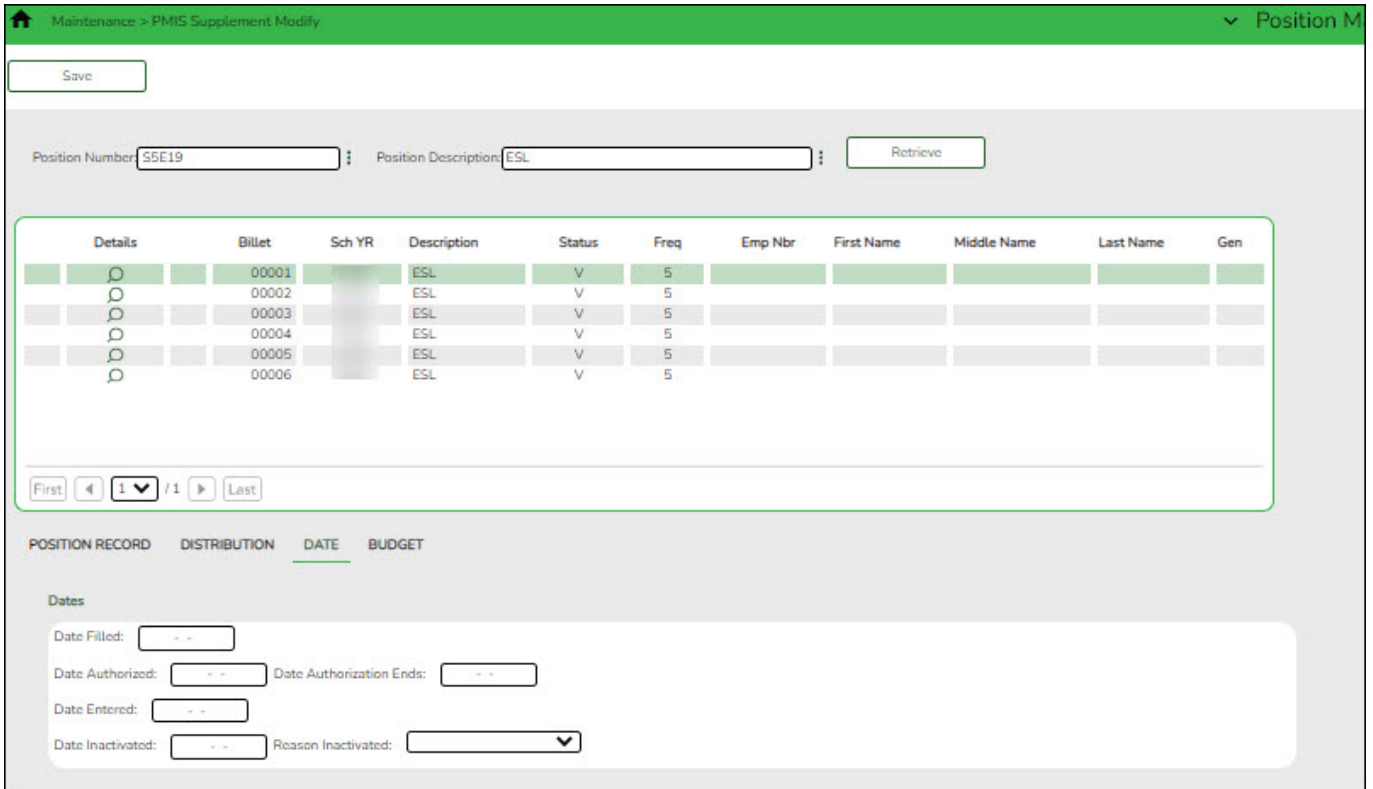 Maintenance > PMIS Supplement Modify Position Ma
Save
Position Number: S5E19 Position Description: ESL Retrieve
Details Billet Sch YR Description Status Freq Emp Nbr First Name Middle Name Last Name Gen
00001 ESL V 5
00002 ESL V 5
00003 ESL V 5
00004 ESL V 5
00005 ESL V 5
00006 ESL V 5
First 1 / 1 Last
POSITION RECORD DISTRIBUTION DATE BUDGET
Dates
Date Filled: - -
Date Authorized: - - Date Authorization Ends: - -
Date Entered: - -
Date Inactivated: - - Reason Inactivated: